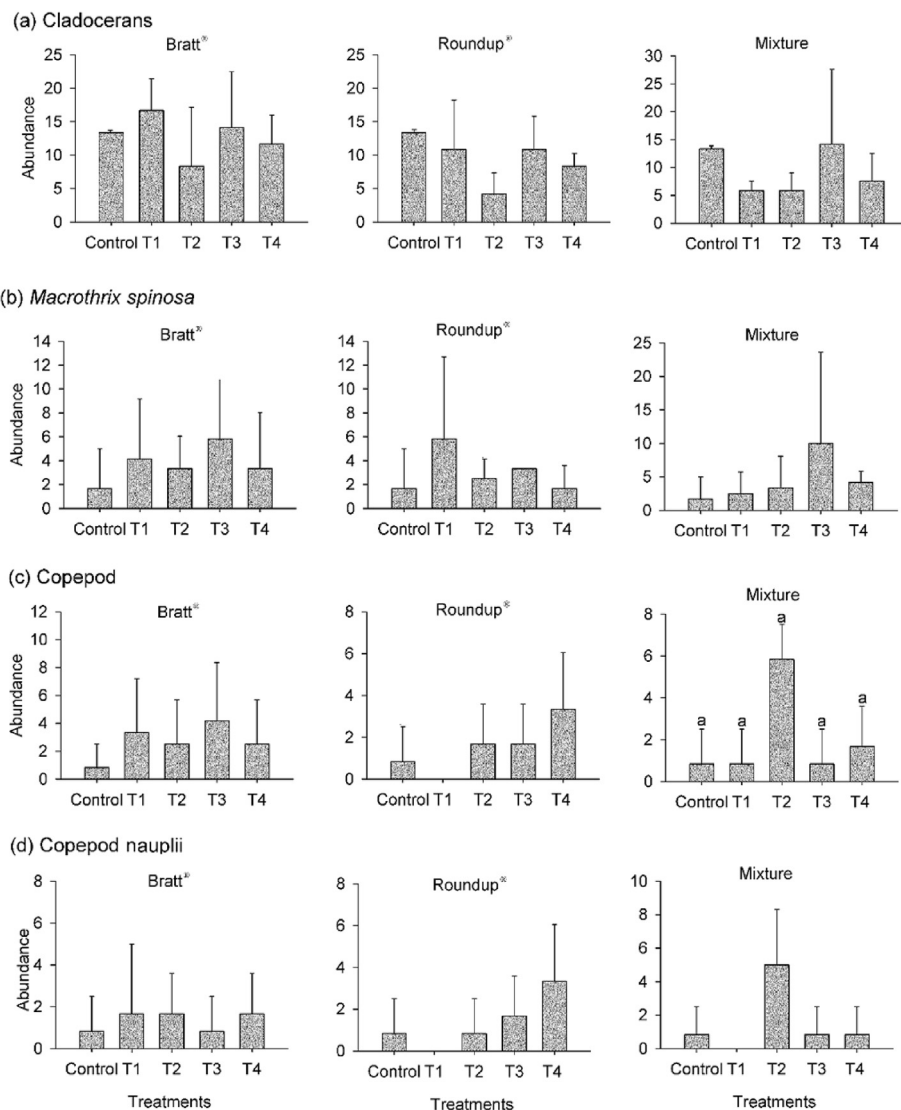 (a) Cladocerans
Bratt®
Roundup®
Mixture
25
20
15
10
5
0
Abundance
Control T1 T2 T3 T4
25
20
15
10
5
0
Control T1 T2 T3 T4
30
25
20
15
10
5
0
Control T1 T2 T3 T4
(b) Macrothrix spinosa
Bratt®
Roundup®
Mixture
14
12
10
8
6
4
2
0
Abundance
Control T1 T2 T3 T4
14
12
10
8
6
4
2
0
Control T1 T2 T3 T4
25
20
15
10
5
0
Control T1 T2 T3 T4
(c) Copepod
Bratt®
Roundup®
Mixture
12
10
8
6
4
2
0
Abundance
Control T1 T2 T3 T4
8
6
4
2
0
Control T1 T2 T3 T4
8
6
4
2
0
a a a a a
Control T1 T2 T3 T4
(d) Copepod nauplii
Bratt®
Roundup®
Mixture
8
6
4
2
0
Abundance
Control T1 T2 T3 T4
Treatments
8
6
4
2
0
Control T1 T2 T3 T4
Treatments
10
8
6
4
2
0
Control T1 T2 T3 T4
Treatments